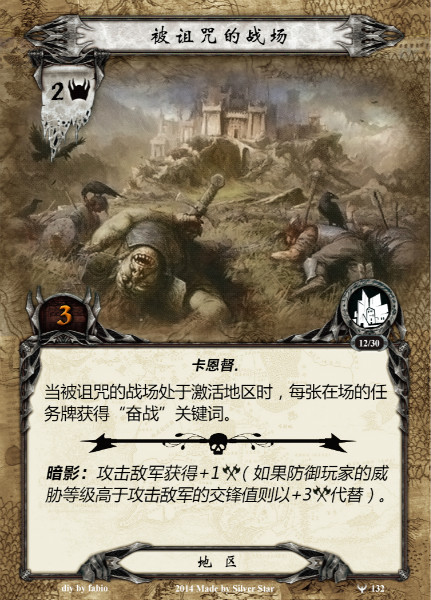 被诅咒的战场
2
3
12/30
卡恩督.
当被诅咒的战场处于激活地区时，每张在场的任
务牌获得“奋战”关键词。
暗影：攻击敌军获得+1（如果防御玩家的威
胁等级高于攻击敌军的交锋值则以+3代替）。
地区
diy by fabio
2014 Made by Silver Star
132